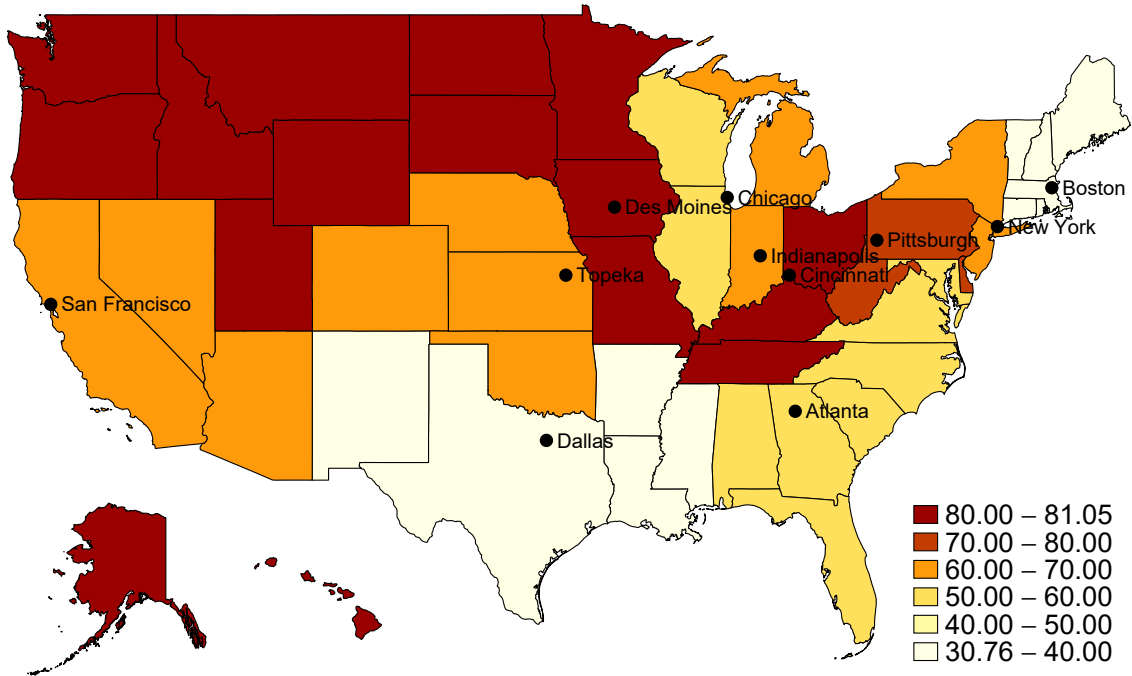 Boston
Chicago
Des Moines
New York
Pittsburgh
Indianapolis
Topeka
Cincinnati
San Francisco
Atlanta
Dallas
80.00 – 81.05
70.00 – 80.00
60.00 – 70.00
50.00 – 60.00
40.00 – 50.00
30.76 – 40.00